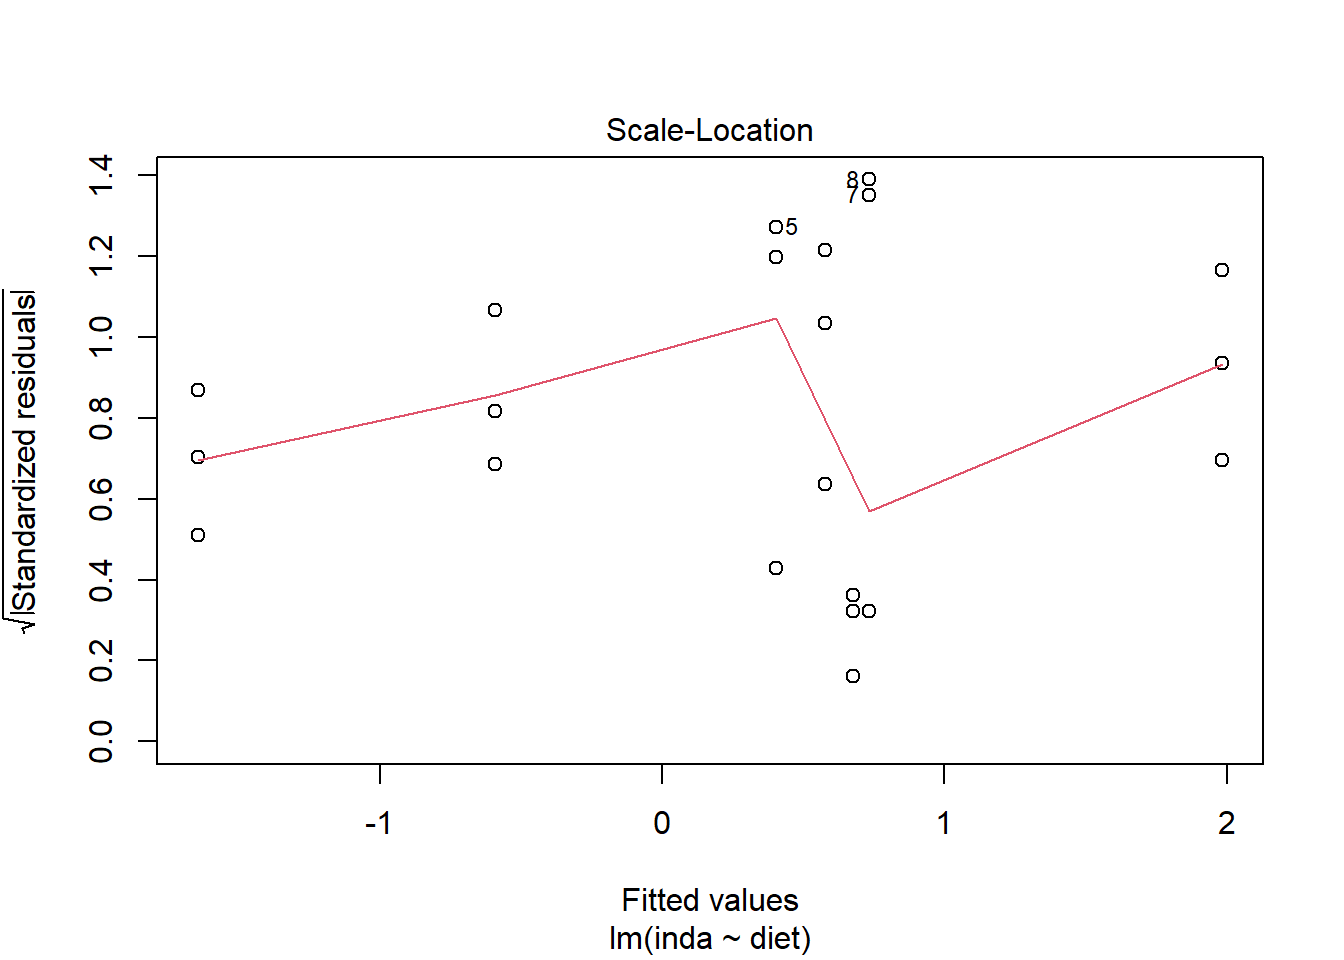 Scale-Location
√|Standardized residuals|
1.4
1.2
1.0
0.8
0.6
0.4
0.2
0.0
8
7
5
-1 0 1 2
Fitted values
lm(inda ~ diet)